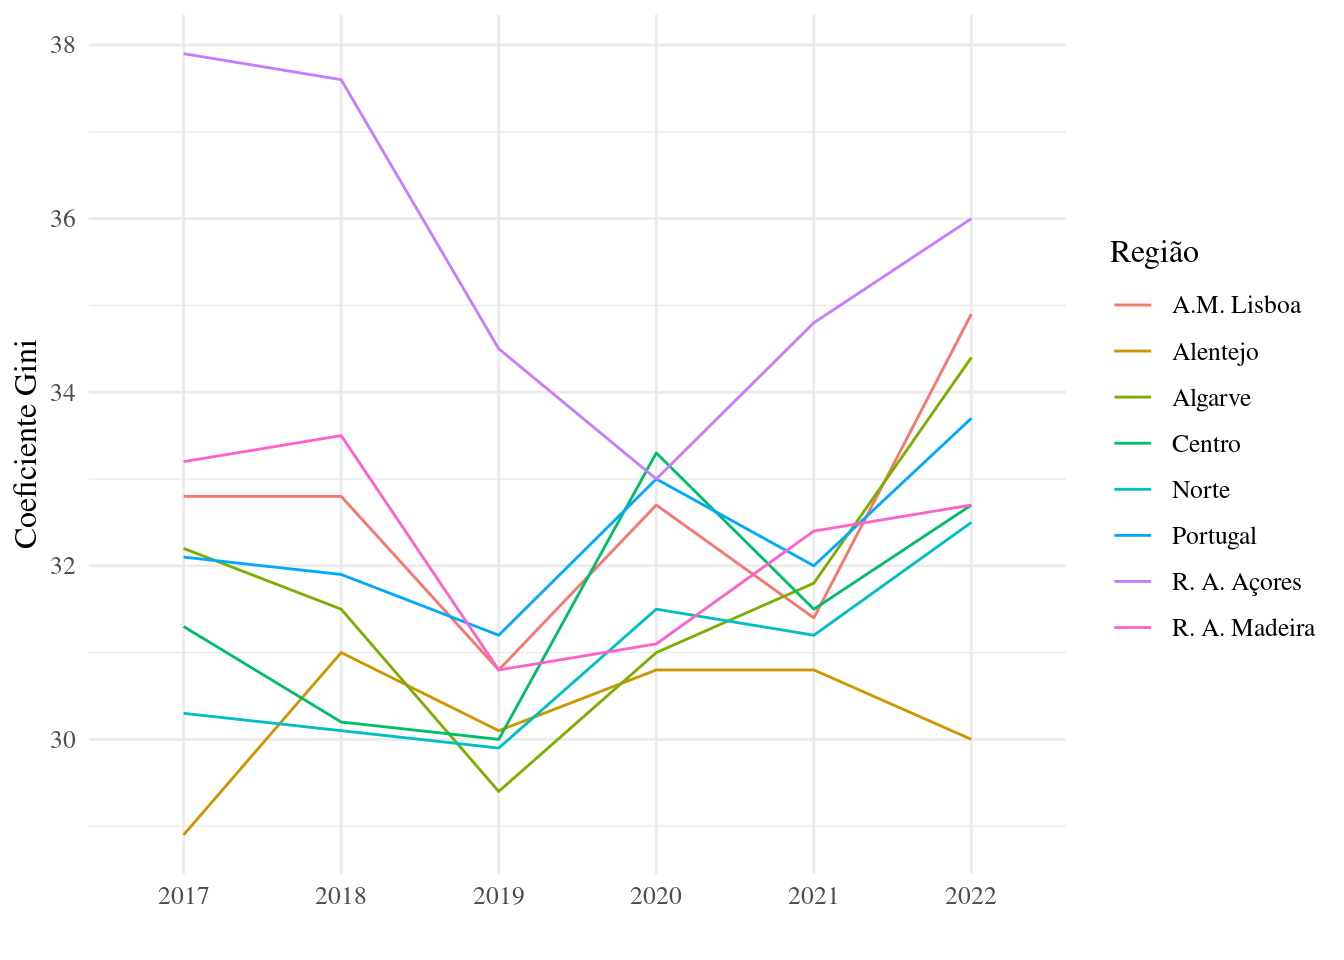 38
36
34
32
30
Coeficiente Gini
2017 2018 2019 2020 2021 2022
Região
A.M. Lisboa
Alentejo
Algarve
Centro
Norte
Portugal
R. A. Açores
R. A. Madeira